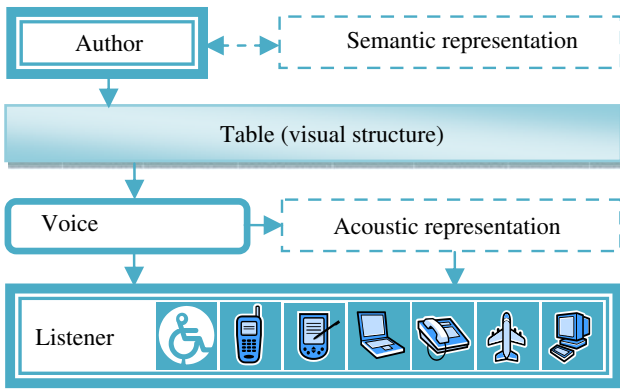 Author
Semantic representation
Table (visual structure)
Voice
Acoustic representation
Listener